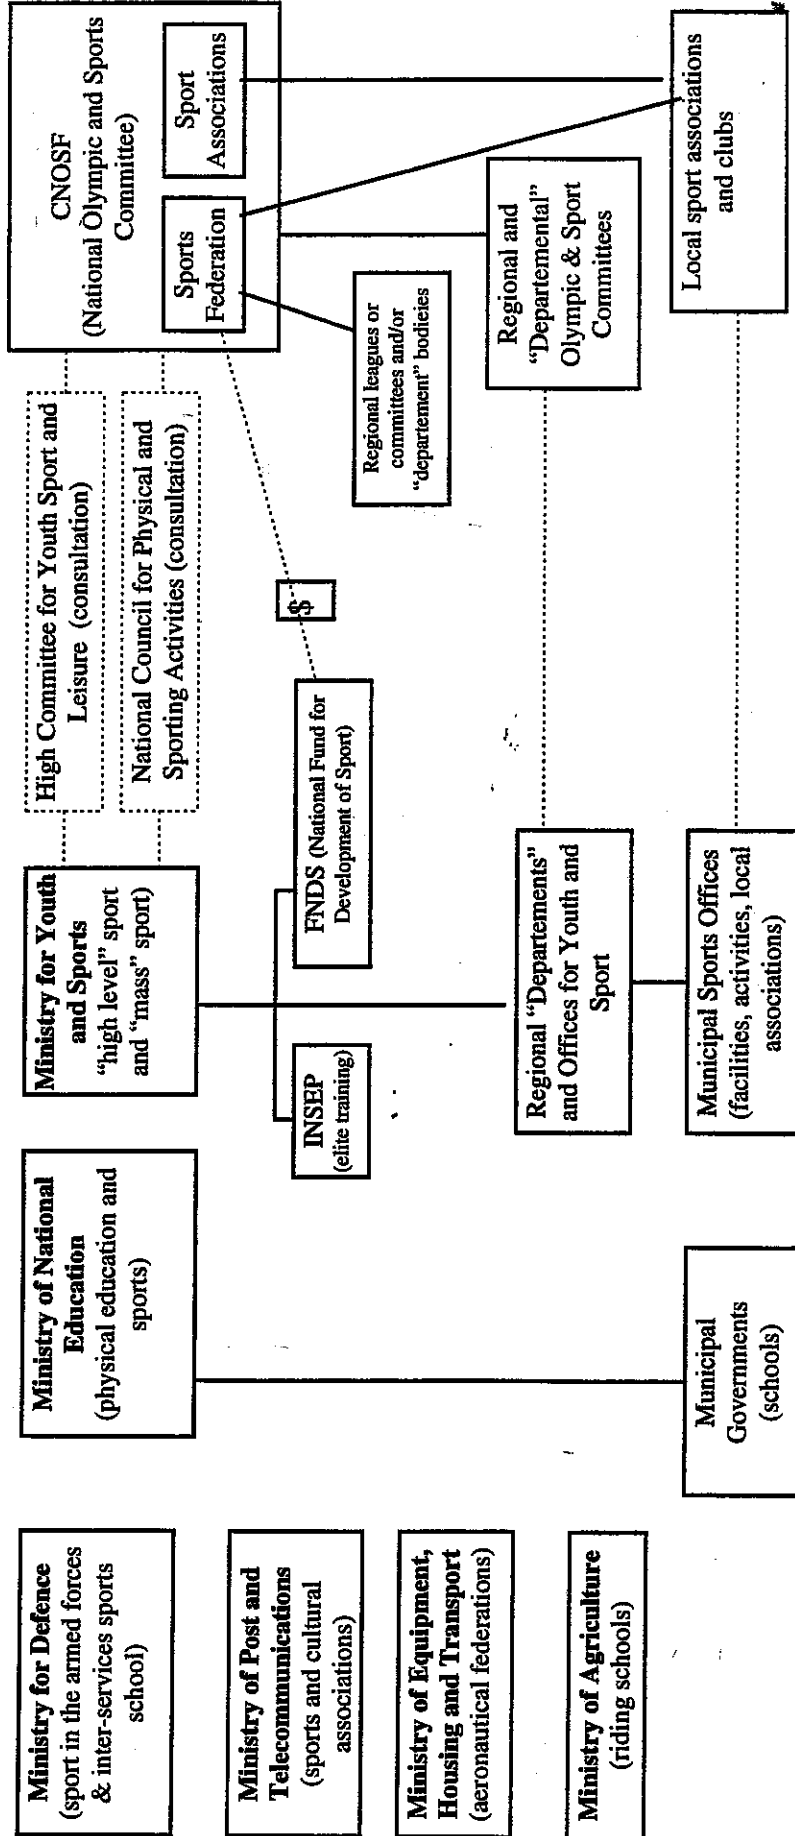 Ministry for Defence
(sport in the armed forces
& inter-services sports
school)
Ministry of Post and
Telecommunications
(sports and cultural
associations)
Ministry of Equipment,
Housing and Transport
(aeronautical federations)
Ministry of Agriculture
(riding schools)
Ministry of National
Education
(physical education and
sports)
Municipal
Governments
(schools)
Ministry for Youth
and Sports
“high level” sport
and “mass” sport)
INSEP
(elite training)
FNDS (National Fund for
Development of Sport)
Regional “Departements”
and Offices for Youth and
Sport
Municipal Sports Offices
(facilities, activities, local
associations)
High Committee for Youth Sport and
Leisure (consultation)
National Council for Physical and
Sporting Activities (consultation)
$
CNOSF
(National Olympic and Sports
Committee)
Sports
Federation
Sport
Associations
Regional leagues or
committees and/or
“departement” bodieies
Regional and
“Departemental”
Olympic & Sport
Committees
Local sport associations
and clubs